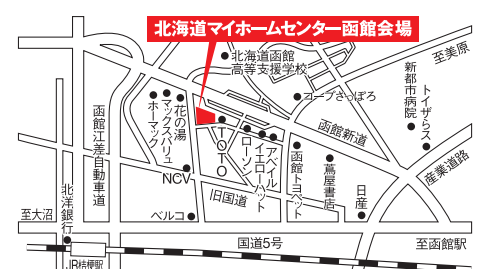 北海道マイホームセンター函館会場
北海道函館
高等支援学校
至美原
コープさっぽろ
新都市病院
トイザらス
函館新道
産業道路
花の湯
マックスバリュ
ホーマック
函館江差自動車道
TOTO
ローソン
イエローハット
アベイル
函館トヨペット
蔦屋書店
日産
NCV
旧国道
ベルコ
北洋銀行
至大沼
国道5号
至函館駅
JR桔梗駅